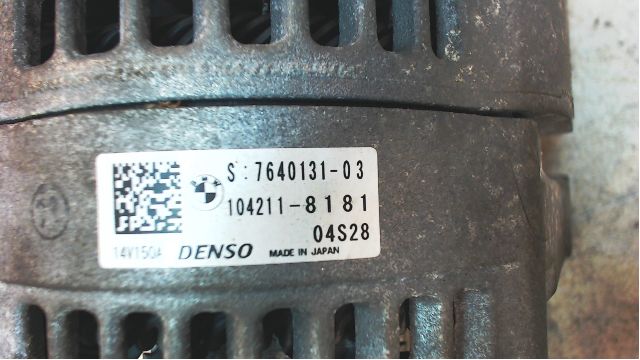 S : 7640131-03
104211-8181
04S28
14V150A DENSO MADE IN JAPAN